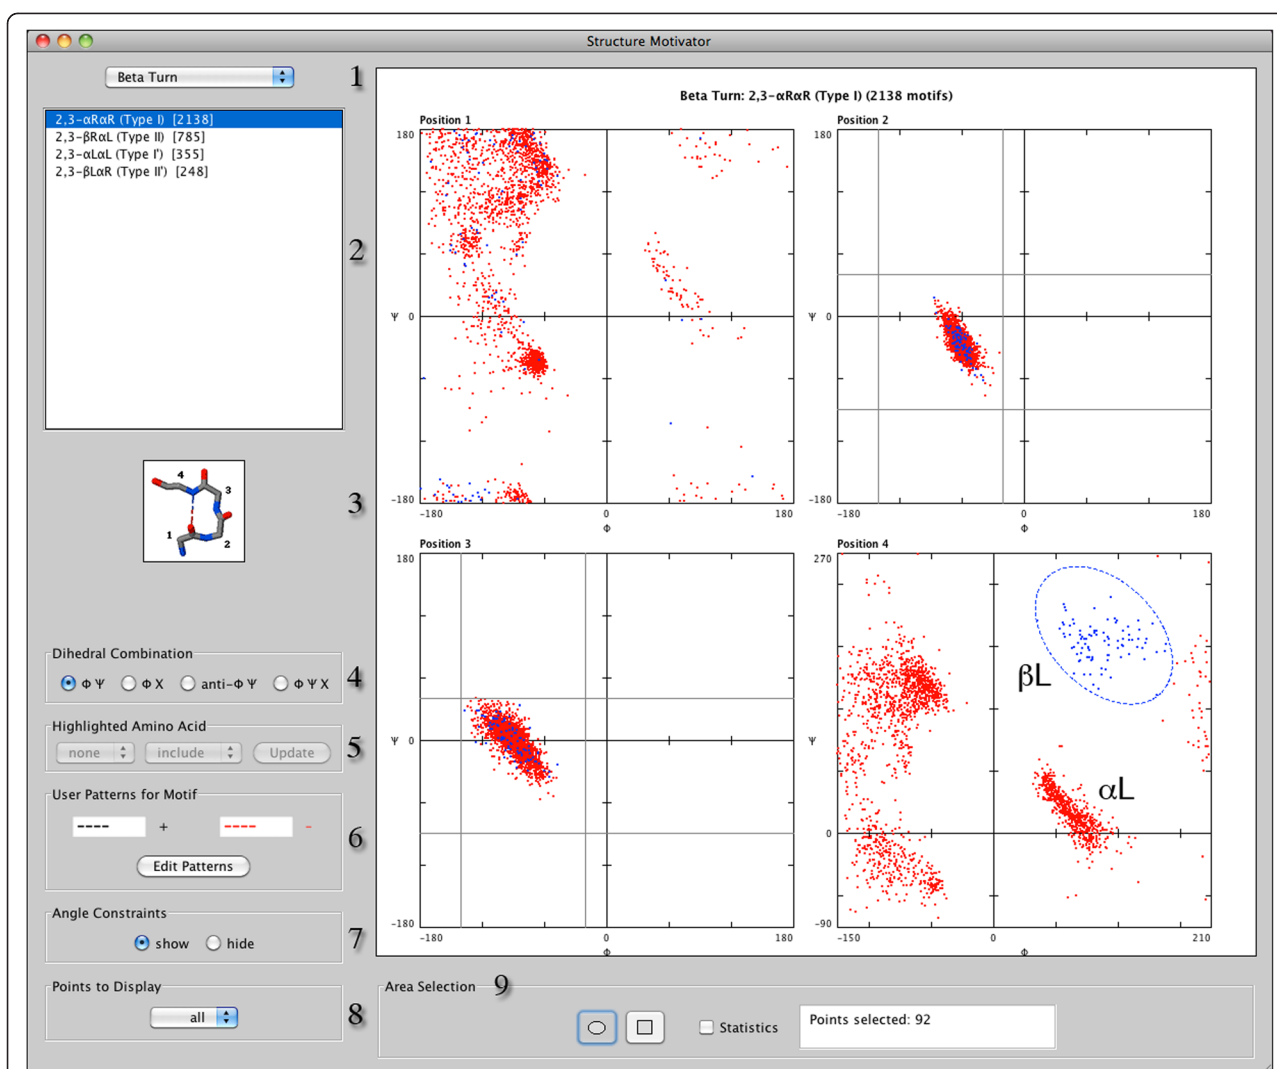 Structure Motivator
Beta Turn
1
2,3-αRαR (Type I) [2138]
2,3-βRαL (Type II) [785]
2,3-αLαL (Type I') [355]
2,3-βLαR (Type II') [248]
2
3
4
3
1
2
Dihedral Combination
Φ Ψ
Φ X
anti-Φ Ψ
Φ Ψ X
4
Highlighted Amino Acid
none
include
Update
5
User Patterns for Motif
----
+
----
-
Edit Patterns
6
Angle Constraints
show
hide
7
Points to Display
all
8
Beta Turn: 2,3-αRαR (Type I) (2138 motifs)
Position 1
180
Ψ 0
-180
-180
0
180
Φ
Position 2
180
Ψ 0
-180
-180
0
180
Φ
Position 3
180
Ψ 0
-180
-180
0
180
Φ
Position 4
270
Ψ
0
-90
-150
0
210
Φ
βL
αL
Area Selection
9
Statistics
Points selected: 92